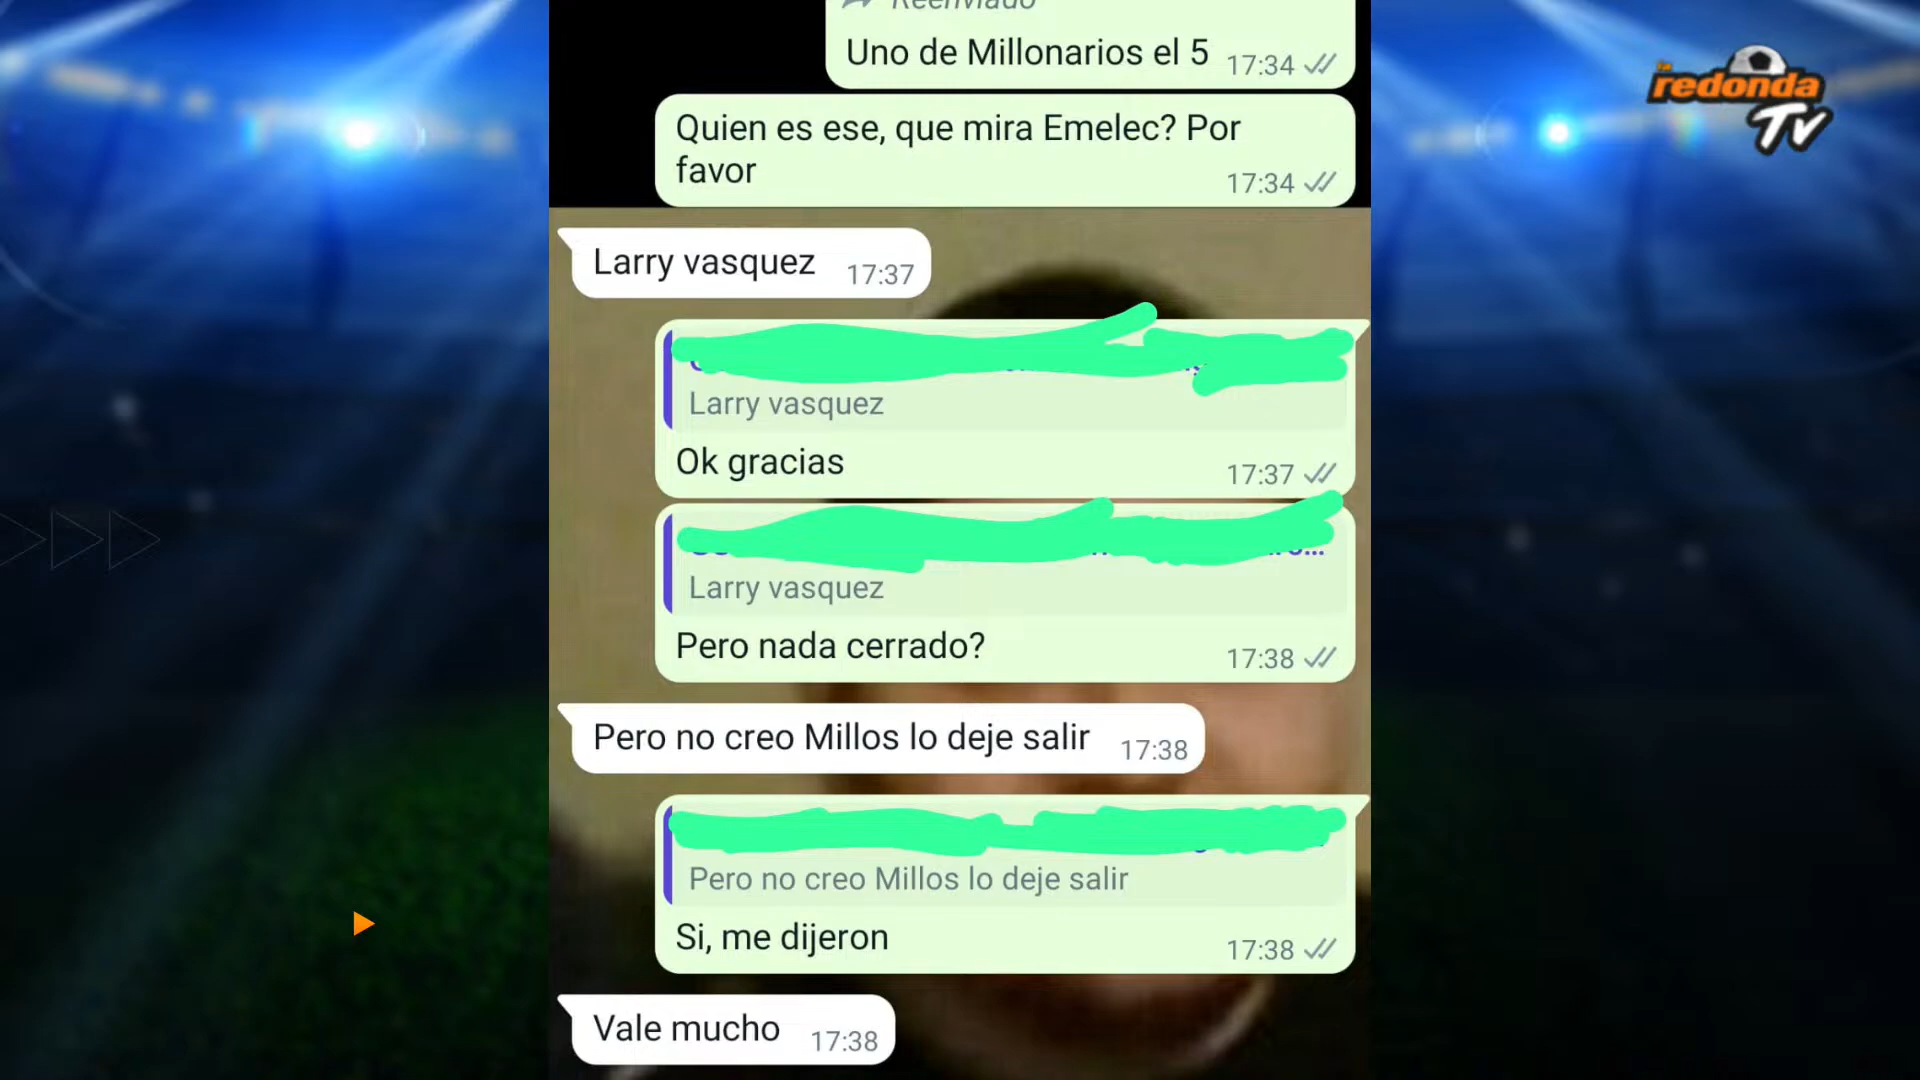 Reenviado
Uno de Millonarios el 5 17:34
la redonda
Tv
Quien es ese, que mira Emelec? Por
favor 17:34
Larry vasquez 17:37
Larry vasquez
Ok gracias 17:37
Larry vasquez
Pero nada cerrado? 17:38
Pero no creo Millos lo deje salir 17:38
Pero no creo Millos lo deje salir
Si, me dijeron 17:38
Vale mucho 17:38